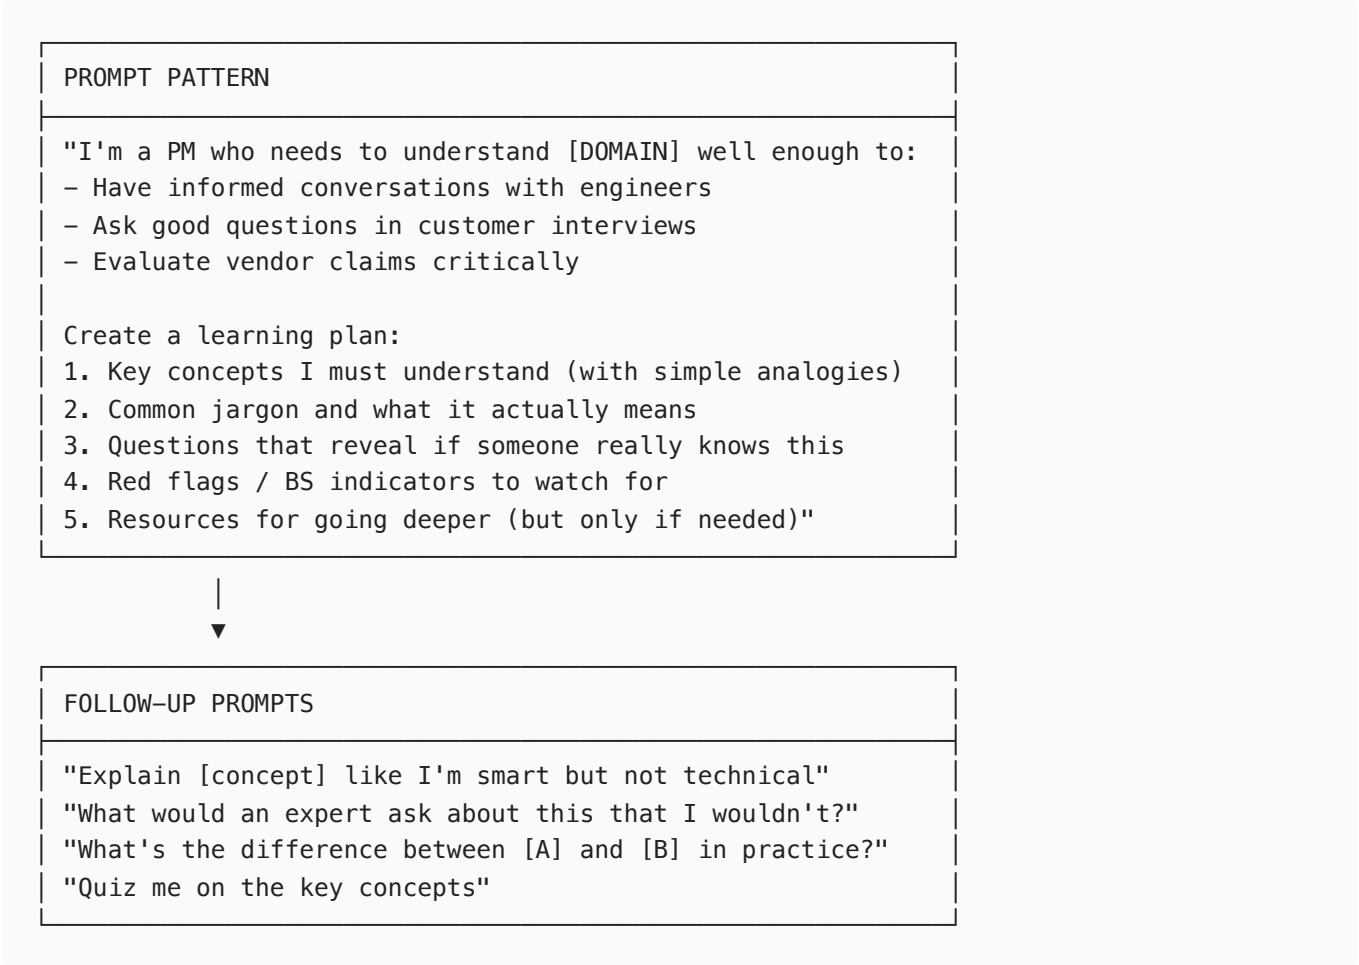 PROMPT PATTERN
"I'm a PM who needs to understand [DOMAIN] well enough to:
- Have informed conversations with engineers
- Ask good questions in customer interviews
- Evaluate vendor claims critically
Create a learning plan:
1. Key concepts I must understand (with simple analogies)
2. Common jargon and what it actually means
3. Questions that reveal if someone really knows this
4. Red flags / BS indicators to watch for
5. Resources for going deeper (but only if needed)"
FOLLOW-UP PROMPTS
"Explain [concept] like I'm smart but not technical"
"What would an expert ask about this that I wouldn't?"
"What's the difference between [A] and [B] in practice?"
"Quiz me on the key concepts"